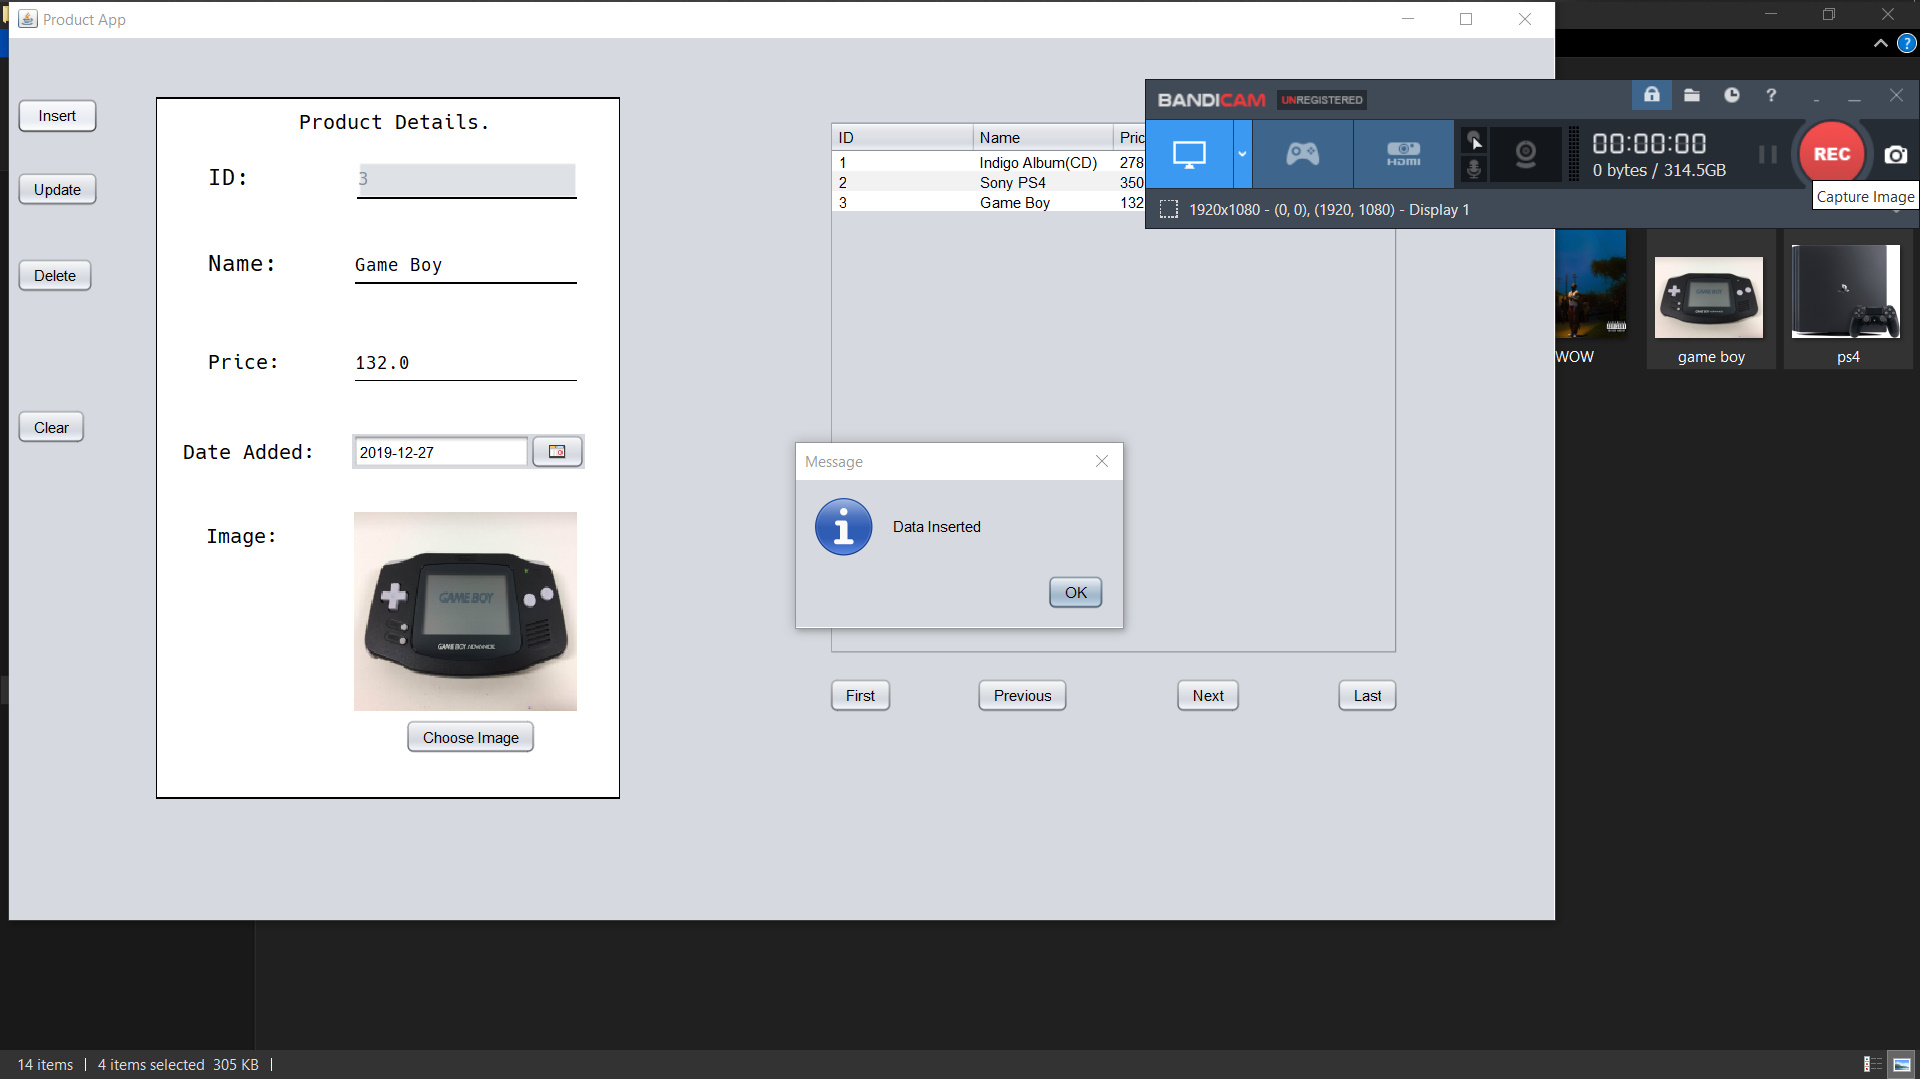 Product App
Insert
Update
Delete
Clear
Product Details.
ID:
3
Name:
Game Boy
Price:
132.0
Date Added:
2019-12-27
Image:
GAME BOY
GAME BOY ADVANCE
Choose Image
ID Name Pric
1 Indigo Album(CD) 278
2 Sony PS4 350
3 Game Boy 132
Message
Data Inserted
OK
First Previous Next Last
BANDICAM UNREGISTERED
?
HDMI
00:00:00
0 bytes / 314.5GB
REC
Capture Image
1920x1080 - (0, 0), (1920, 1080) - Display 1
?
WOW
game boy
ps4
14 items | 4 items selected 305 KB |